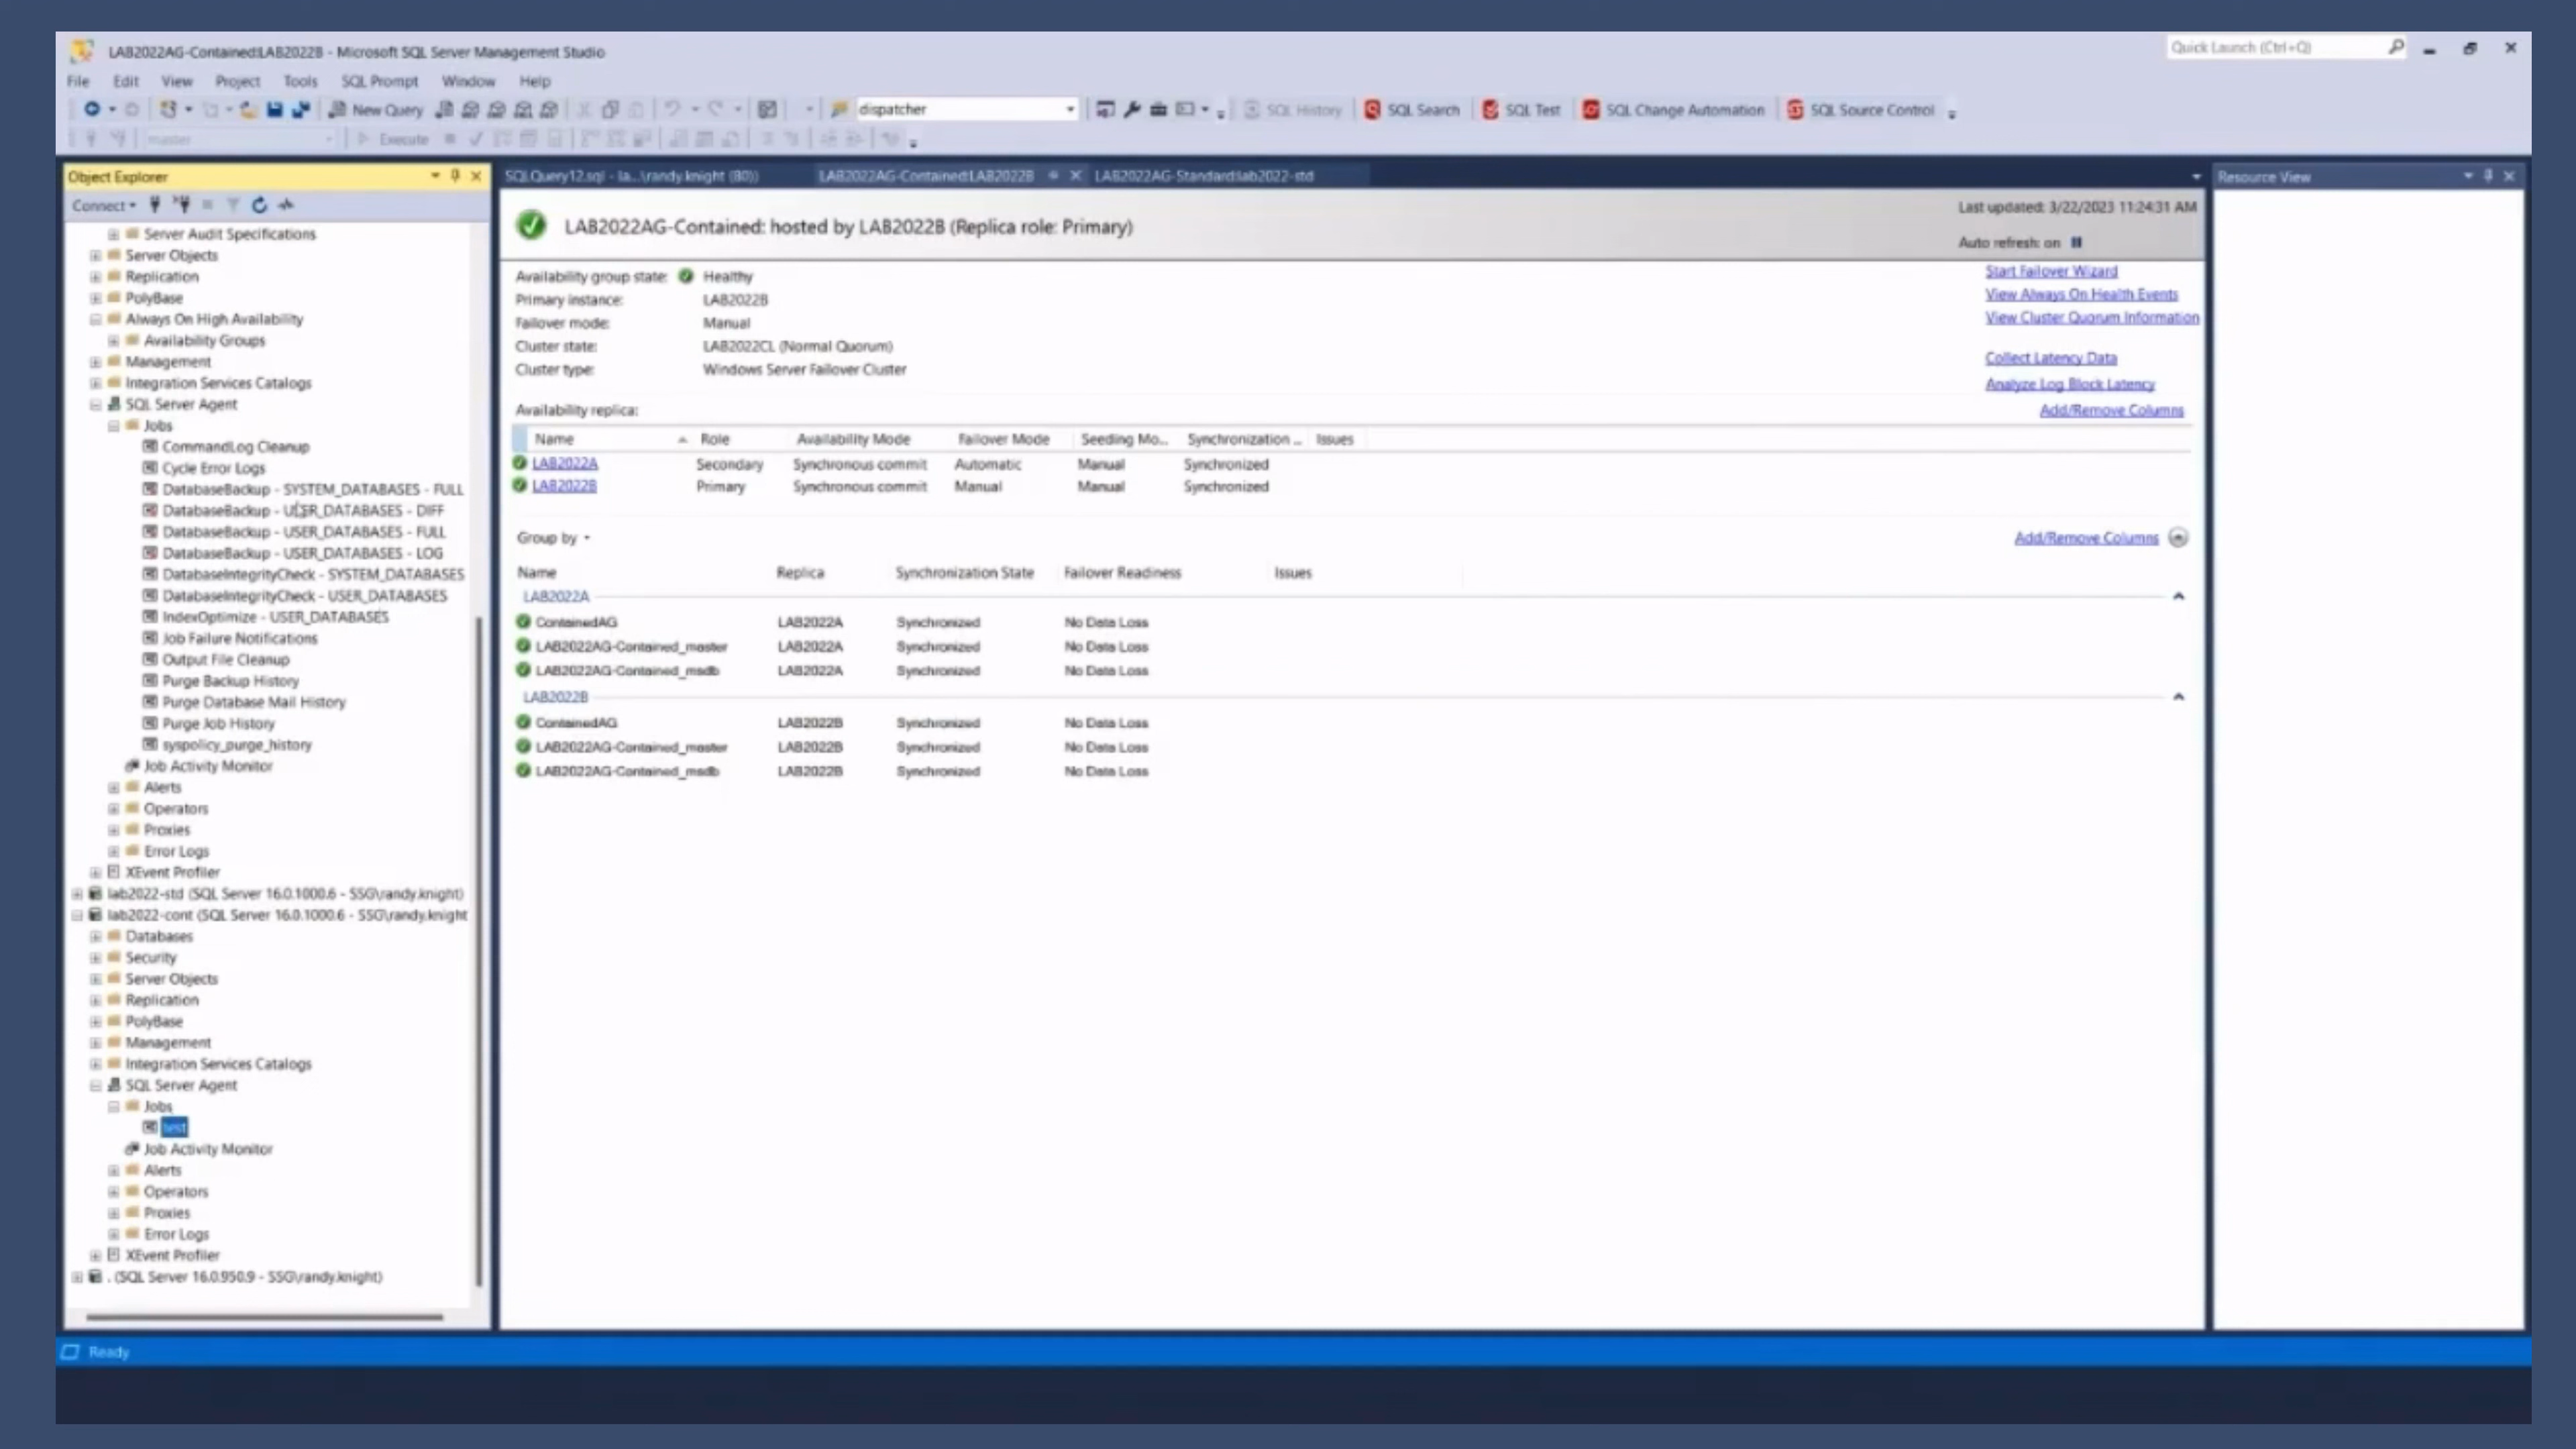 LAB2022AG-Contained:LAB2022B - Microsoft SQL Server Management Studio
Quick Launch (Ctrl+Q)
File Edit View Project Tools SQL Prompt Window Help
New Query dispatcher SQL History SQL Search SQL Test SQL Change Automation SQL Source Control
master Execute
Object Explorer
Connect
Server Audit Specifications
Server Objects
Replication
PolyBase
Always On High Availability
Availability Groups
Management
Integration Services Catalogs
SQL Server Agent
Jobs
CommandLog Cleanup
Cycle Error Logs
DatabaseBackup - SYSTEM_DATABASES - FULL
DatabaseBackup - USER_DATABASES - DIFF
DatabaseBackup - USER_DATABASES - FULL
DatabaseBackup - USER_DATABASES - LOG
DatabaseIntegrityCheck - SYSTEM_DATABASES
DatabaseIntegrityCheck - USER_DATABASES
IndexOptimize - USER_DATABASES
Job Failure Notifications
Output File Cleanup
Purge Backup History
Purge Database Mail History
Purge Job History
syspolicy_purge_history
Job Activity Monitor
Alerts
Operators
Proxies
Error Logs
XEvent Profiler
lab2022-std (SQL Server 16.0.1000.6 - SSG\randy.knight)
lab2022-cont (SQL Server 16.0.1000.6 - SSG\randy.knight
Databases
Security
Server Objects
Replication
PolyBase
Management
Integration Services Catalogs
SQL Server Agent
Jobs
test
Job Activity Monitor
Alerts
Operators
Proxies
Error Logs
XEvent Profiler
. (SQL Server 16.0.950.9 - SSG\randy.knight)
SQLQuery12.sql - la...\randy.knight (80)) LAB2022AG-Contained:LAB2022B LAB2022AG-Standard:lab2022-std
LAB2022AG-Contained: hosted by LAB2022B (Replica role: Primary)
Last updated: 3/22/2023 11:24:31 AM
Auto refresh: on
Availability group state: Healthy
Primary instance: LAB2022B
Failover mode: Manual
Cluster state: LAB2022CL (Normal Quorum)
Cluster type: Windows Server Failover Cluster
Start Failover Wizard
View Always On Health Events
View Cluster Quorum Information
Collect Latency Data
Analyze Log Block Latency
Availability replica:
Add/Remove Columns
Name Role Availability Mode Failover Mode Seeding Mo... Synchronization ... Issues
LAB2022A Secondary Synchronous commit Automatic Manual Synchronized
LAB2022B Primary Synchronous commit Manual Manual Synchronized
Group by
Add/Remove Columns
Name Replica Synchronization State Failover Readiness Issues
LAB2022A
ContainedAG LAB2022A Synchronized No Data Loss
LAB2022AG-Contained_master LAB2022A Synchronized No Data Loss
LAB2022AG-Contained_msdb LAB2022A Synchronized No Data Loss
LAB2022B
ContainedAG LAB2022B Synchronized No Data Loss
LAB2022AG-Contained_master LAB2022B Synchronized No Data Loss
LAB2022AG-Contained_msdb LAB2022B Synchronized No Data Loss
Resource View
Ready